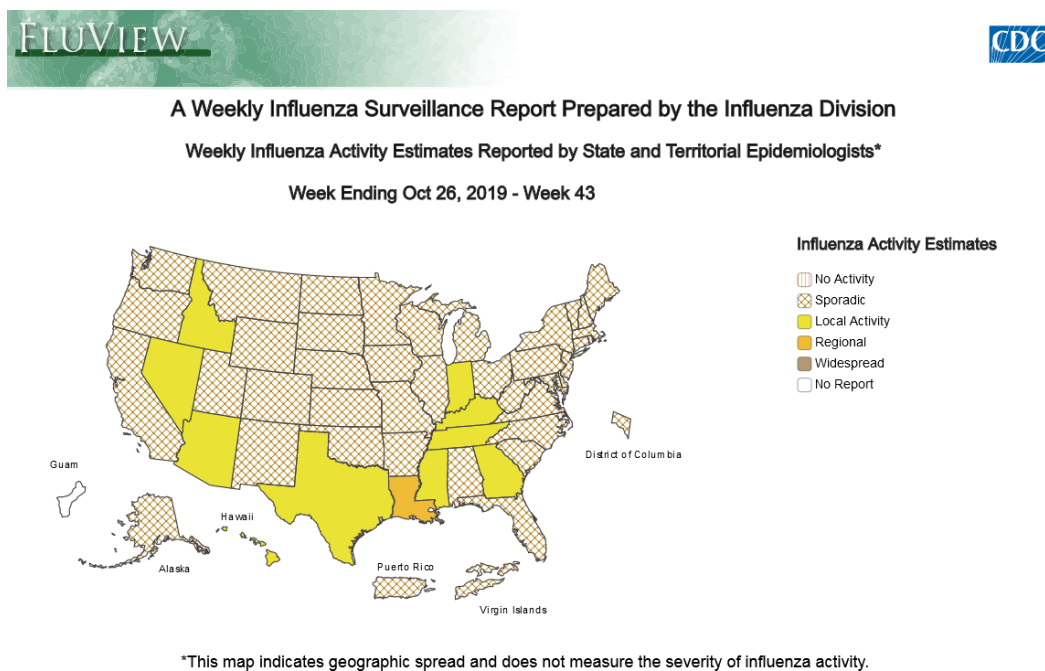 FLUVIEW
CDC
A Weekly Influenza Surveillance Report Prepared by the Influenza Division
Weekly Influenza Activity Estimates Reported by State and Territorial Epidemiologists*
Week Ending Oct 26, 2019 - Week 43
Influenza Activity Estimates
No Activity
Sporadic
Local Activity
Regional
Widespread
No Report
District of Columbia
Guam
Hawaii
Alaska
Puerto Rico
Virgin Islands
*This map indicates geographic spread and does not measure the severity of influenza activity.